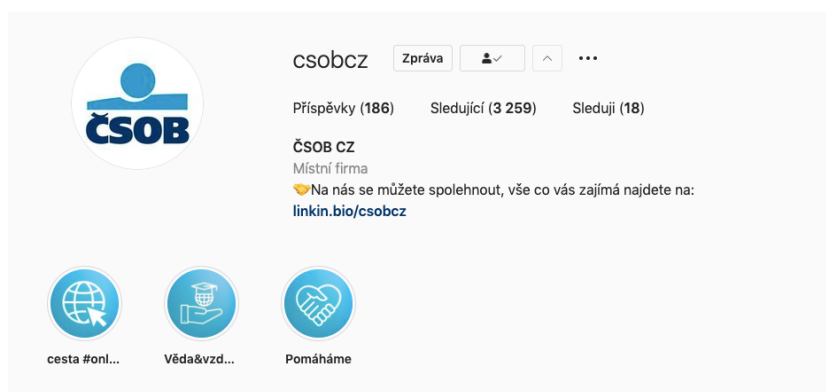 ČSOB
csobcz Zpráva
Příspěvky (186) Sledující (3 259) Sleduji (18)
ČSOB CZ
Místní firma
🤝Na nás se můžete spolehnout, vše co vás zajímá najdete na:
linkin.bio/csobcz
cesta #onl... Věda&vzd... Pomáháme